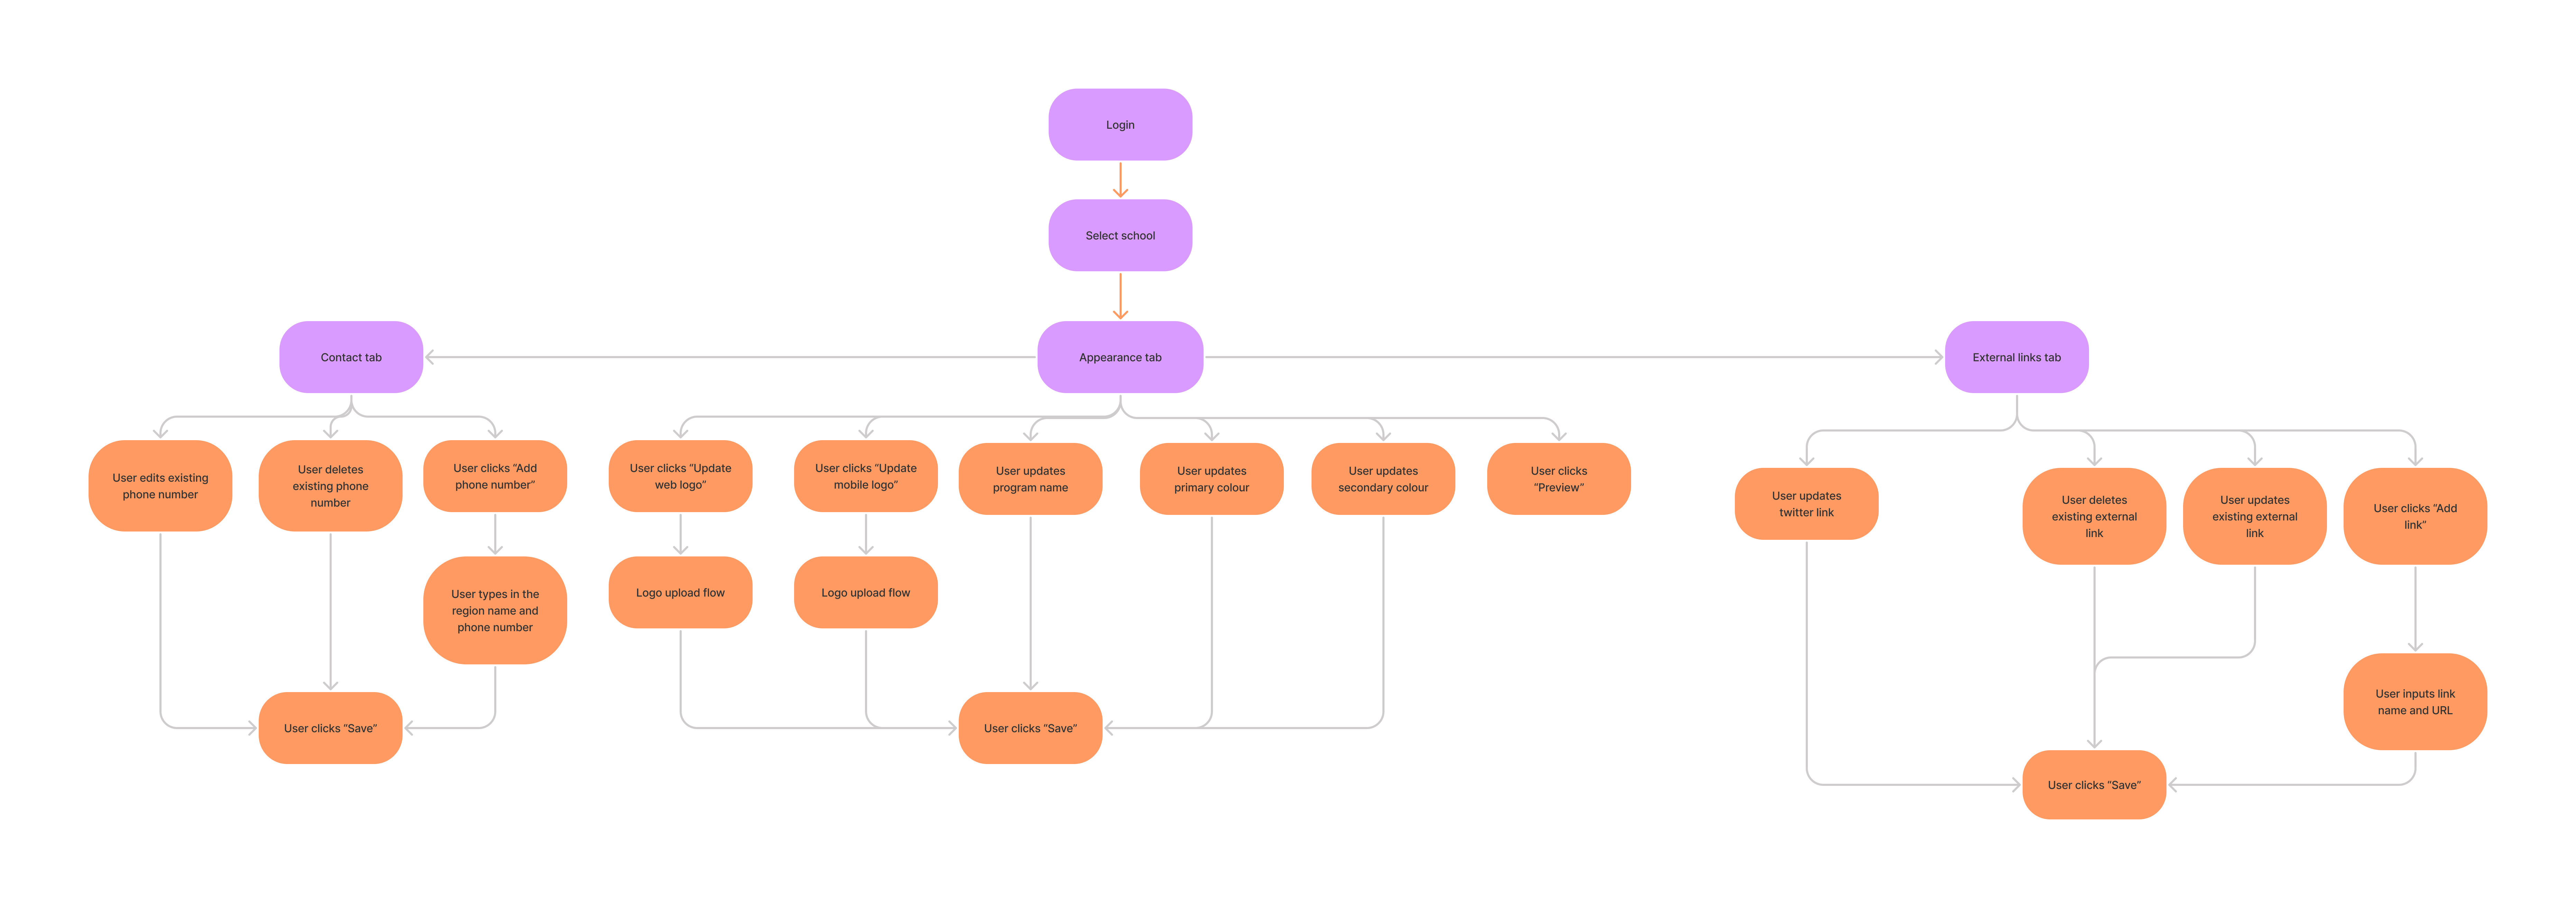 Login
Select school
Contact tab
Appearance tab
External links tab
User edits existing
phone number
User deletes
existing phone
number
User clicks “Add
phone number”
User clicks “Update
web logo”
User clicks “Update
mobile logo”
User updates
program name
User updates
primary colour
User updates
secondary colour
User clicks
“Preview”
User updates
twitter link
User deletes
existing external
link
User updates
existing external
link
User clicks “Add
link”
User types in the
region name and
phone number
Logo upload flow
Logo upload flow
User inputs link
name and URL
User clicks “Save”
User clicks “Save”
User clicks “Save”